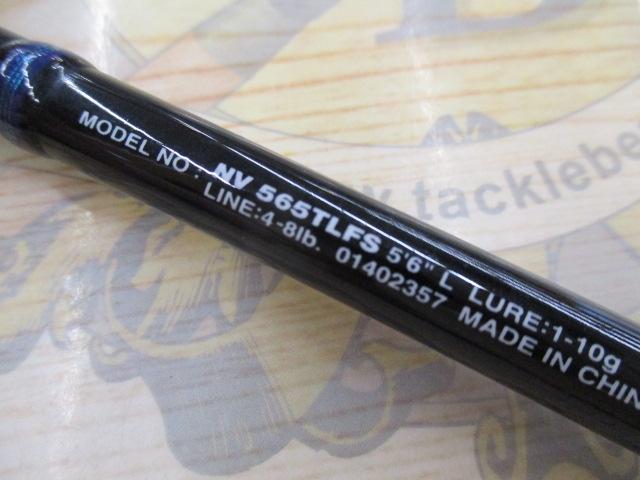 MODEL NO : NV 565TLFS 5'6" L LURE:1-10g
LINE:4-8lb. 01402357 MADE IN CHIN
tacklebe